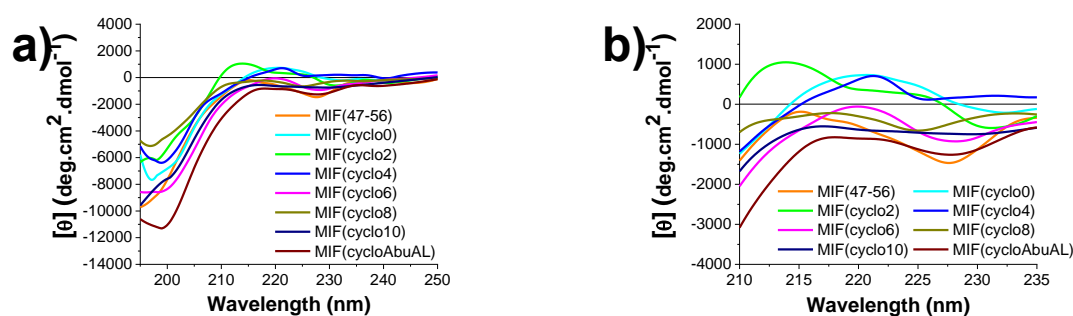 a)
[θ] (deg.cm².dmol⁻¹)
4000
2000
0
-2000
-4000
-6000
-8000
-10000
-12000
-14000
MIF(47-56)
MIF(cyclo0)
MIF(cyclo2)
MIF(cyclo4)
MIF(cyclo6)
MIF(cyclo8)
MIF(cyclo10)
MIF(cycloAbuAL)
200 210 220 230 240 250
Wavelength (nm)
b)
[θ] (deg.cm².dmol⁻¹)
2000
1000
0
-1000
-2000
-3000
-4000
MIF(47-56) MIF(cyclo0)
MIF(cyclo2) MIF(cyclo4)
MIF(cyclo6) MIF(cyclo8)
MIF(cyclo10) MIF(cycloAbuAL)
210 215 220 225 230 235
Wavelength (nm)